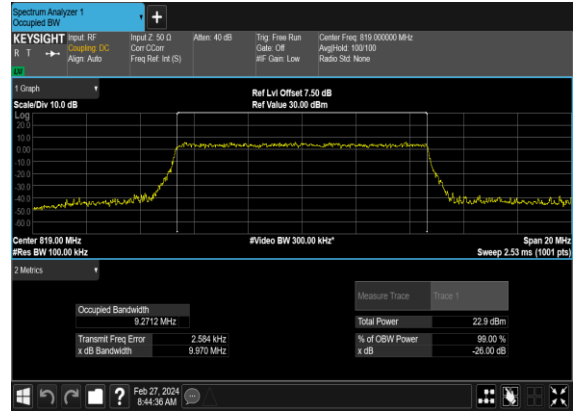 Spectrum Analyzer 1
Occupied BW
KEYSIGHT Input: RF Input Z: 50 Ω Atten: 40 dB Trig: Free Run Center Freq: 819.000000 MHz
R T Coupling: DC Corr CCorr Gate: Off Avg|Hold: 100/100
Align: Auto Freq Ref: Int (S) #IF Gain: Low Radio Std: None
1 Graph
Ref Lvl Offset 7.50 dB
Scale/Div 10.0 dB Ref Value 30.00 dBm
Log
20.0
10.0
0.00
-10.0
-20.0
-30.0
-40.0
-50.0
-60.0
Center 819.00 MHz #Video BW 300.00 kHz* Span 20 MHz
#Res BW 100.00 kHz Sweep 2.53 ms (1001 pts)
2 Metrics
Measure Trace Trace 1
Occupied Bandwidth
9.2712 MHz Total Power 22.9 dBm
Transmit Freq Error 2.584 kHz % of OBW Power 99.00 %
x dB Bandwidth 9.970 MHz x dB -26.00 dB
? Feb 27, 2024
8:44:36 AM